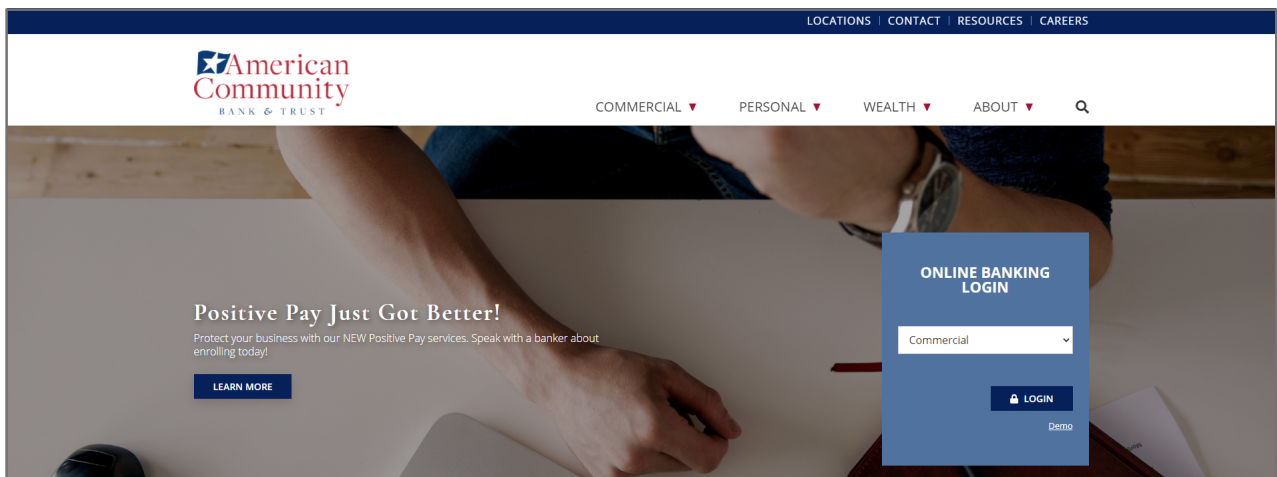 LOCATIONS | CONTACT | RESOURCES | CAREERS
American
Community
BANK & TRUST
COMMERCIAL ▼ PERSONAL ▼ WEALTH ▼ ABOUT ▼
ONLINE BANKING
LOGIN
Positive Pay Just Got Better!
Protect your business with our NEW Positive Pay services. Speak with a banker about
enrolling today!
LEARN MORE
Commercial
LOGIN
Demo